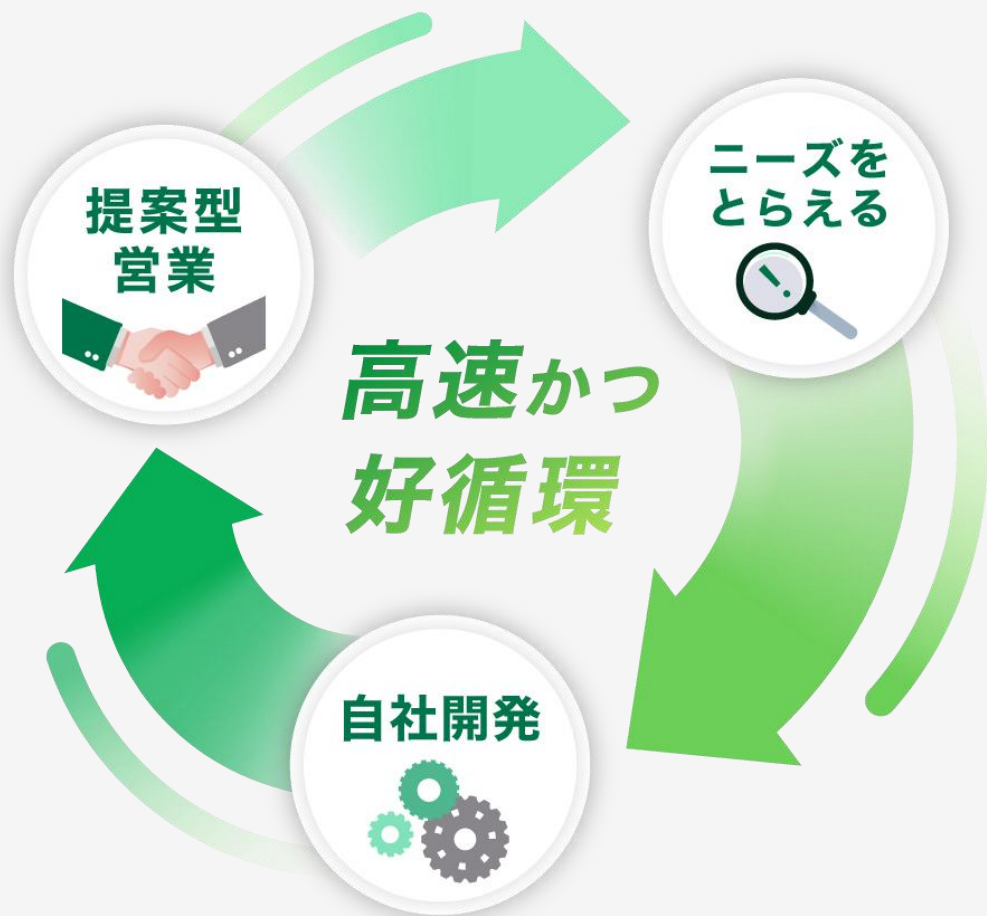 提案型
営業
ニーズを
とらえる
高速かつ
好循環
自社開発